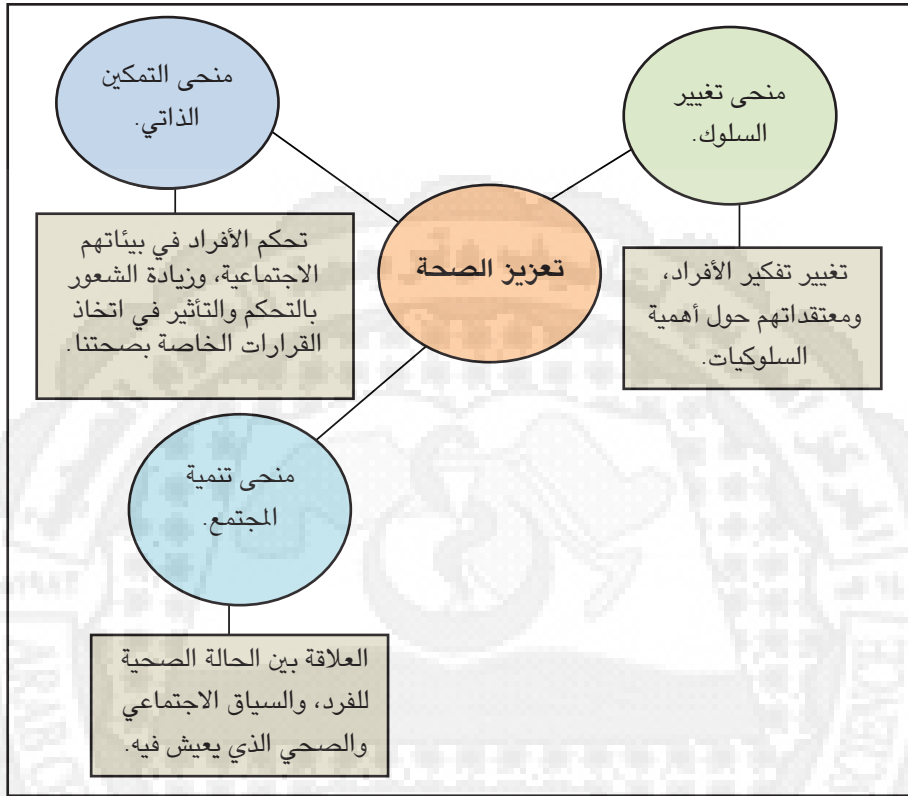 منحى تغيير
السلوك.
منحى التمكين
الذاتي.
تعزيز الصحة
تغيير تفكير الأفراد،
ومعتقداتهم حول أهمية
السلوكيات.
تحكم الأفراد في بيئاتهم
الاجتماعية، وزيادة الشعور
بالتحكم والتأثير في اتخاذ
القرارات الخاصة بصحتنا.
منحى تنمية
المجتمع.
العلاقة بين الحالة الصحية
للفرد، والسياق الاجتماعي
والصحي الذي يعيش فيه.